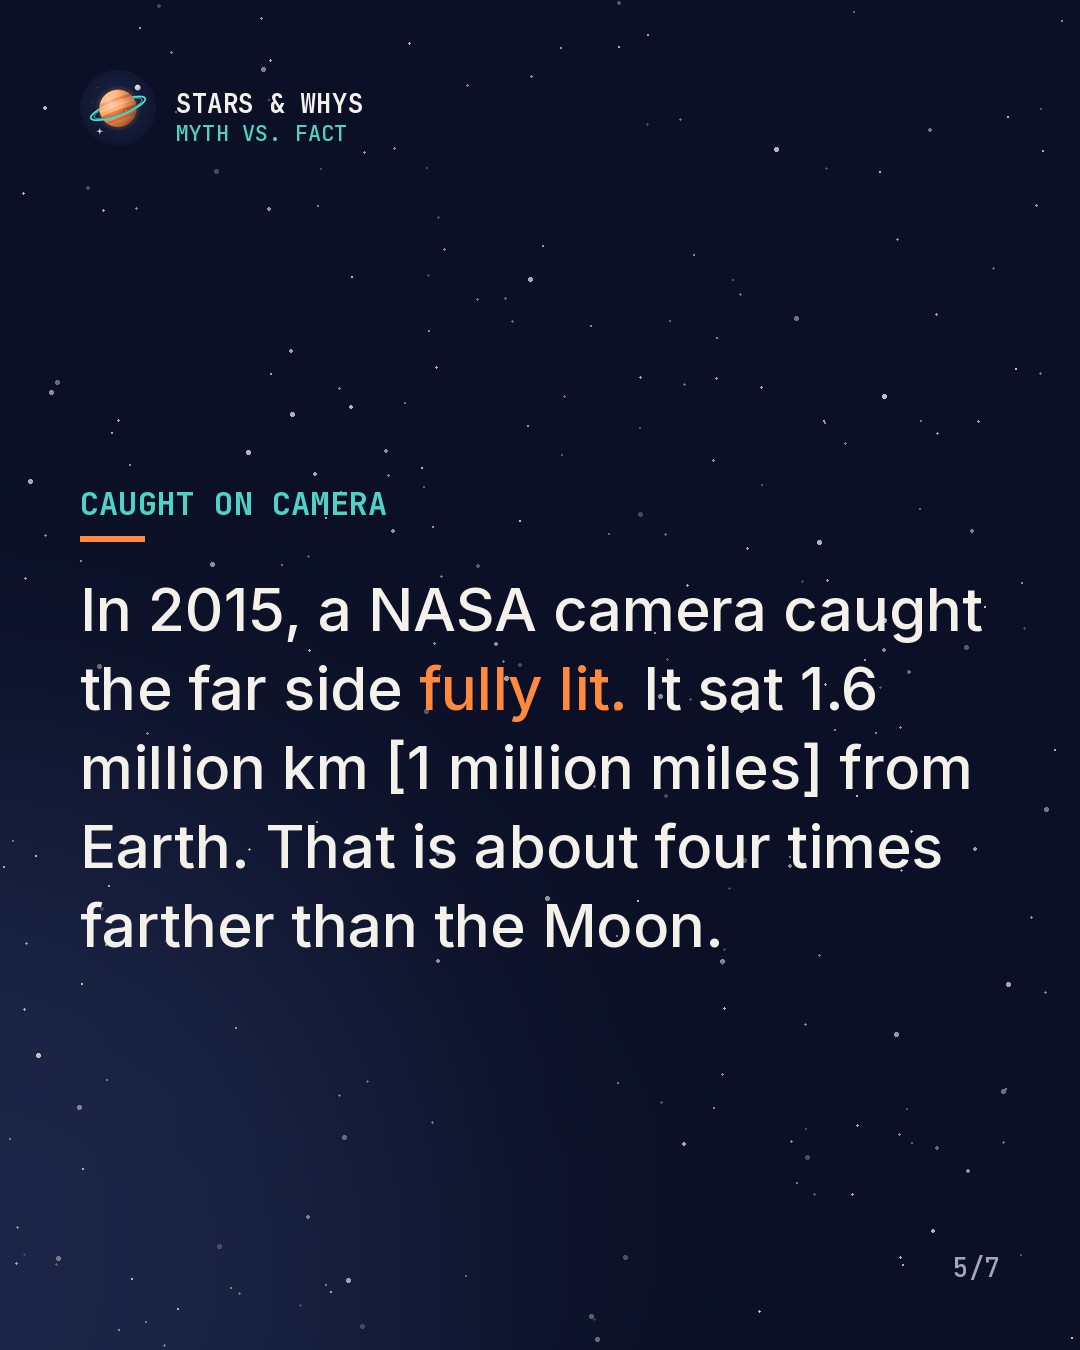 STARS & WHYS
MYTH VS. FACT
CAUGHT ON CAMERA
In 2015, a NASA camera caught
the far side fully lit. It sat 1.6
million km [1 million miles] from
Earth. That is about four times
farther than the Moon.
5/7